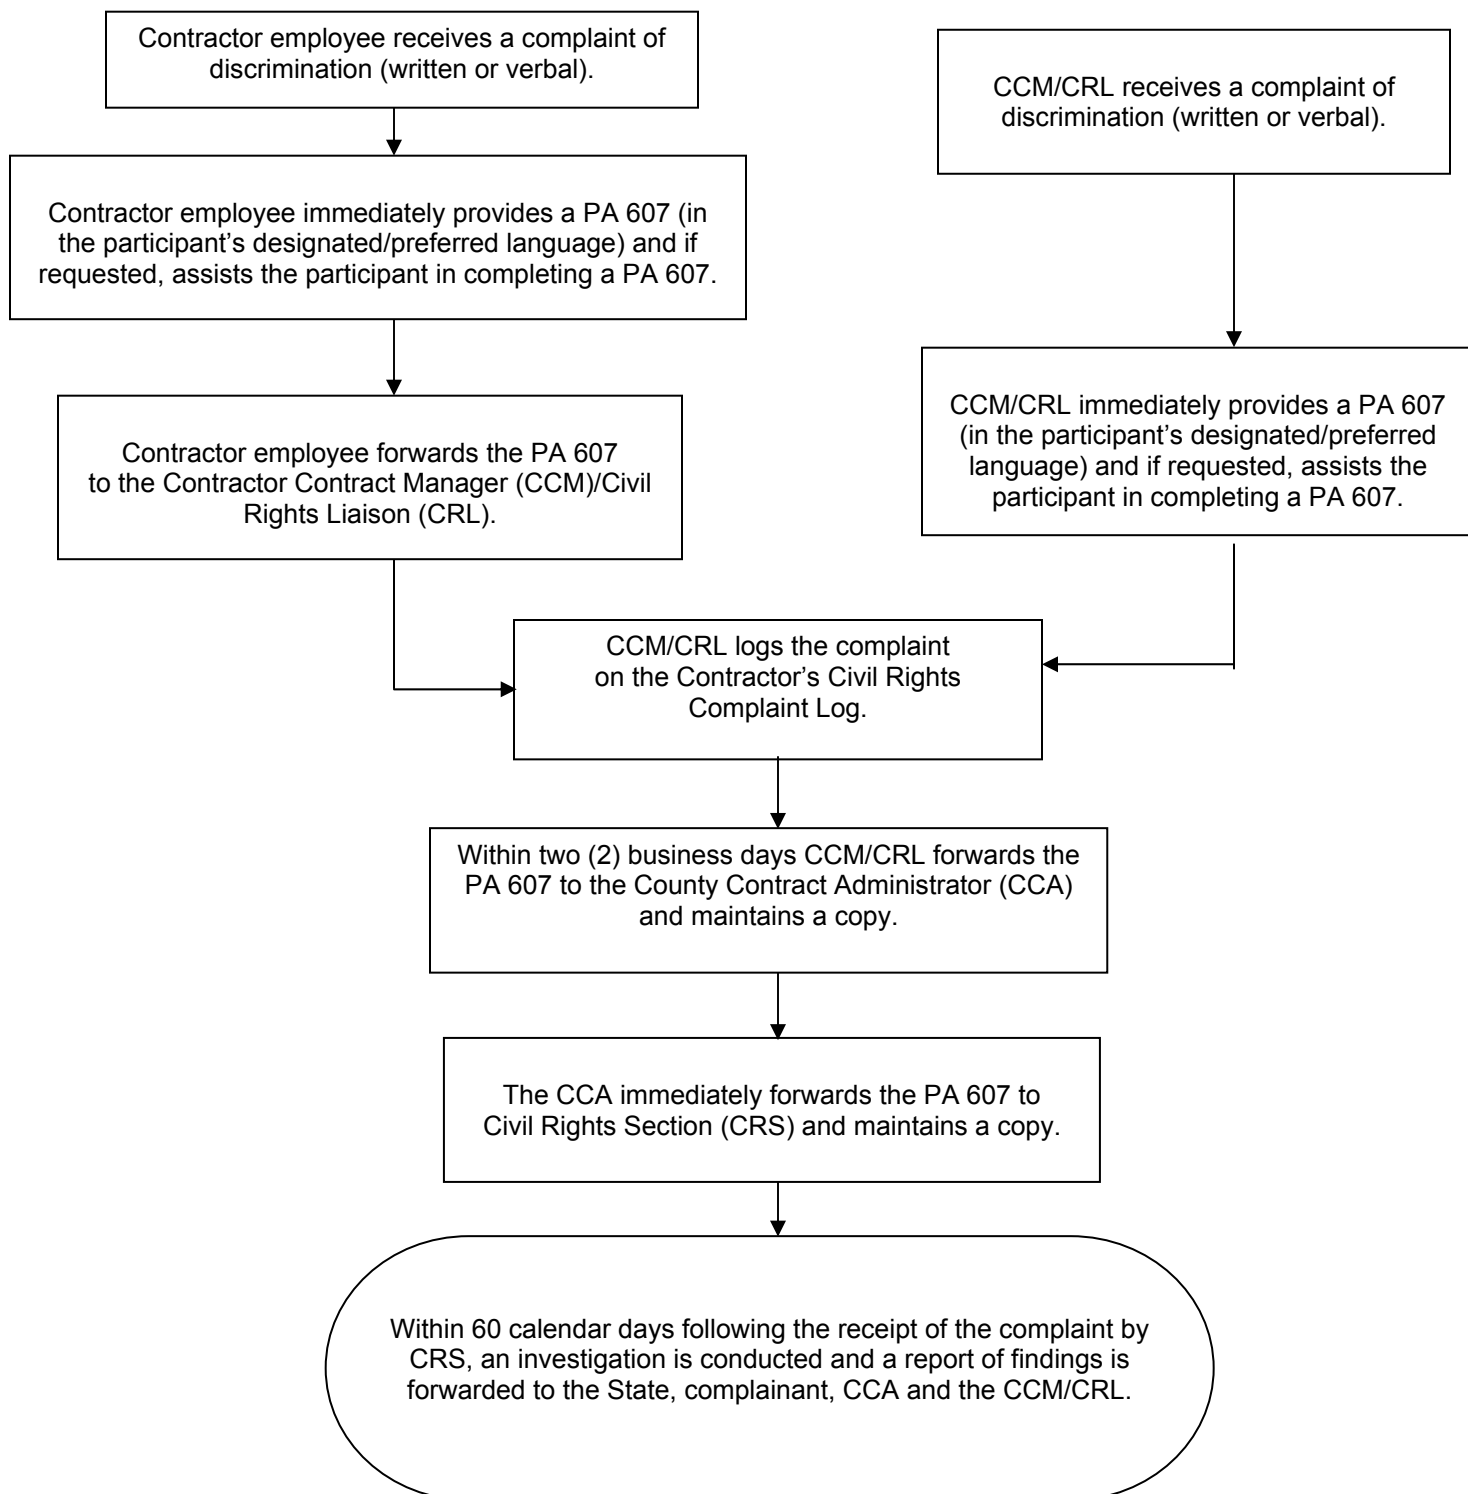 Contractor employee receives a complaint of
discrimination (written or verbal).
CCM/CRL receives a complaint of
discrimination (written or verbal).
Contractor employee immediately provides a PA 607 (in
the participant’s designated/preferred language) and if
requested, assists the participant in completing a PA 607.
CCM/CRL immediately provides a PA 607
(in the participant’s designated/preferred
language) and if requested, assists the
participant in completing a PA 607.
Contractor employee forwards the PA 607
to the Contractor Contract Manager (CCM)/Civil
Rights Liaison (CRL).
CCM/CRL logs the complaint
on the Contractor’s Civil Rights
Complaint Log.
Within two (2) business days CCM/CRL forwards the
PA 607 to the County Contract Administrator (CCA)
and maintains a copy.
The CCA immediately forwards the PA 607 to
Civil Rights Section (CRS) and maintains a copy.
Within 60 calendar days following the receipt of the complaint by
CRS, an investigation is conducted and a report of findings is
forwarded to the State, complainant, CCA and the CCM/CRL.